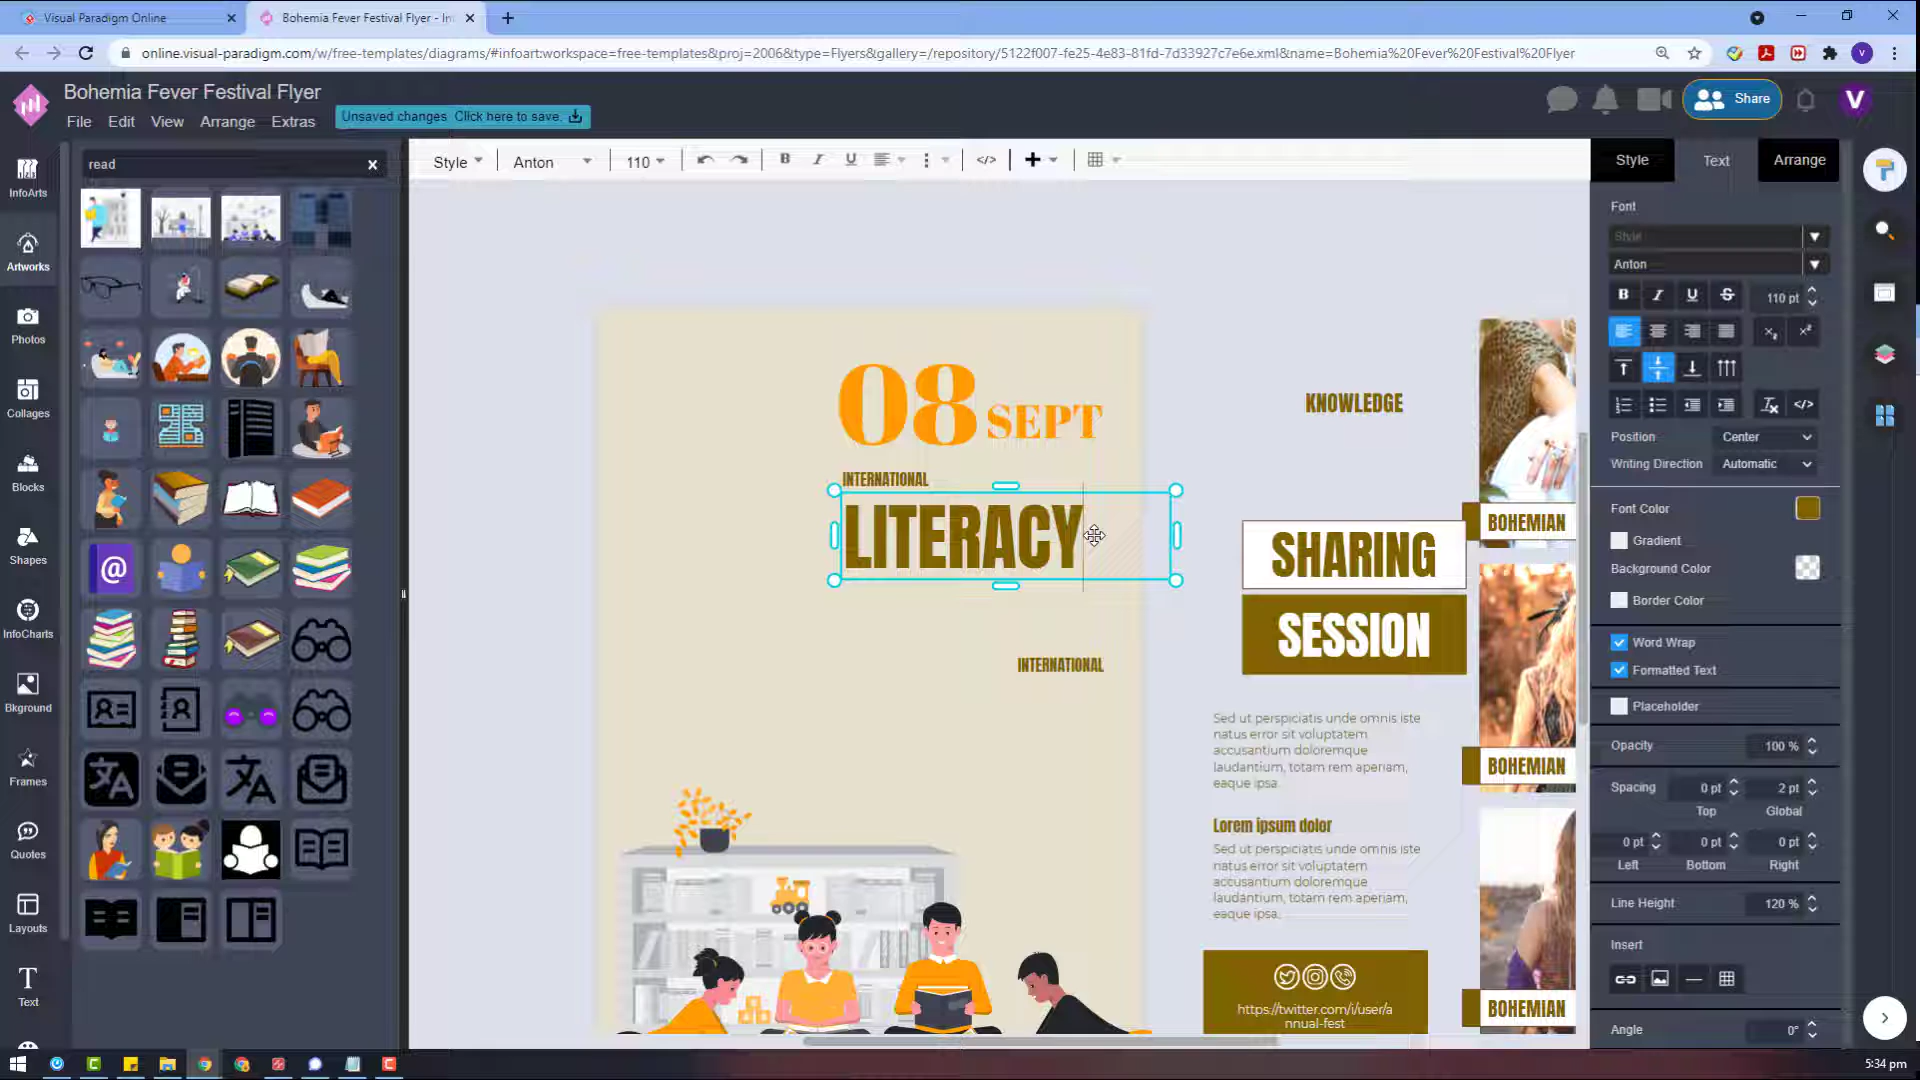 Visual Paradigm Online
Bohemia Fever Festival Flyer - In
online.visual-paradigm.com/w/free-templates/diagrams/#infoart:workspace=free-templates&proj=2006&type=Flyers&gallery=/repository/5122f007-fe25-4e83-81fd-7d33927c7e6e.xml&name=Bohemia%20Fever%20Festival%20Flyer
V
Bohemia Fever Festival Flyer
File Edit View Arrange Extras
Unsaved changes Click here to save.
Share
V
InfoArts
Artworks
Photos
Collages
Blocks
Shapes
InfoCharts
Bkground
Frames
Quotes
Layouts
Text
read
Style Anton 110
08 SEPT
INTERNATIONAL
LITERACY
INTERNATIONAL
KNOWLEDGE
SHARING
SESSION
Sed ut perspiciatis unde omnis iste
natus error sit voluptatem
accusantium doloremque
laudantium, totam rem aperiam,
eaque ipsa.
Lorem ipsum dolor
Sed ut perspiciatis unde omnis iste
natus error sit voluptatem
accusantium doloremque
laudantium, totam rem aperiam,
eaque ipsa.
https://twitter.com/i/user/a
nnual-fest
BOHEMIAN
BOHEMIAN
BOHEMIAN
Style Text Arrange
Font
Style
Anton
110 pt
Position Center
Writing Direction Automatic
Font Color
Gradient
Background Color
Border Color
Word Wrap
Formatted Text
Placeholder
Opacity 100 %
Spacing 0 pt 2 pt
Top Global
0 pt 0 pt 0 pt
Left Bottom Right
Line Height 120 %
Insert
Angle 0°
5:34 pm